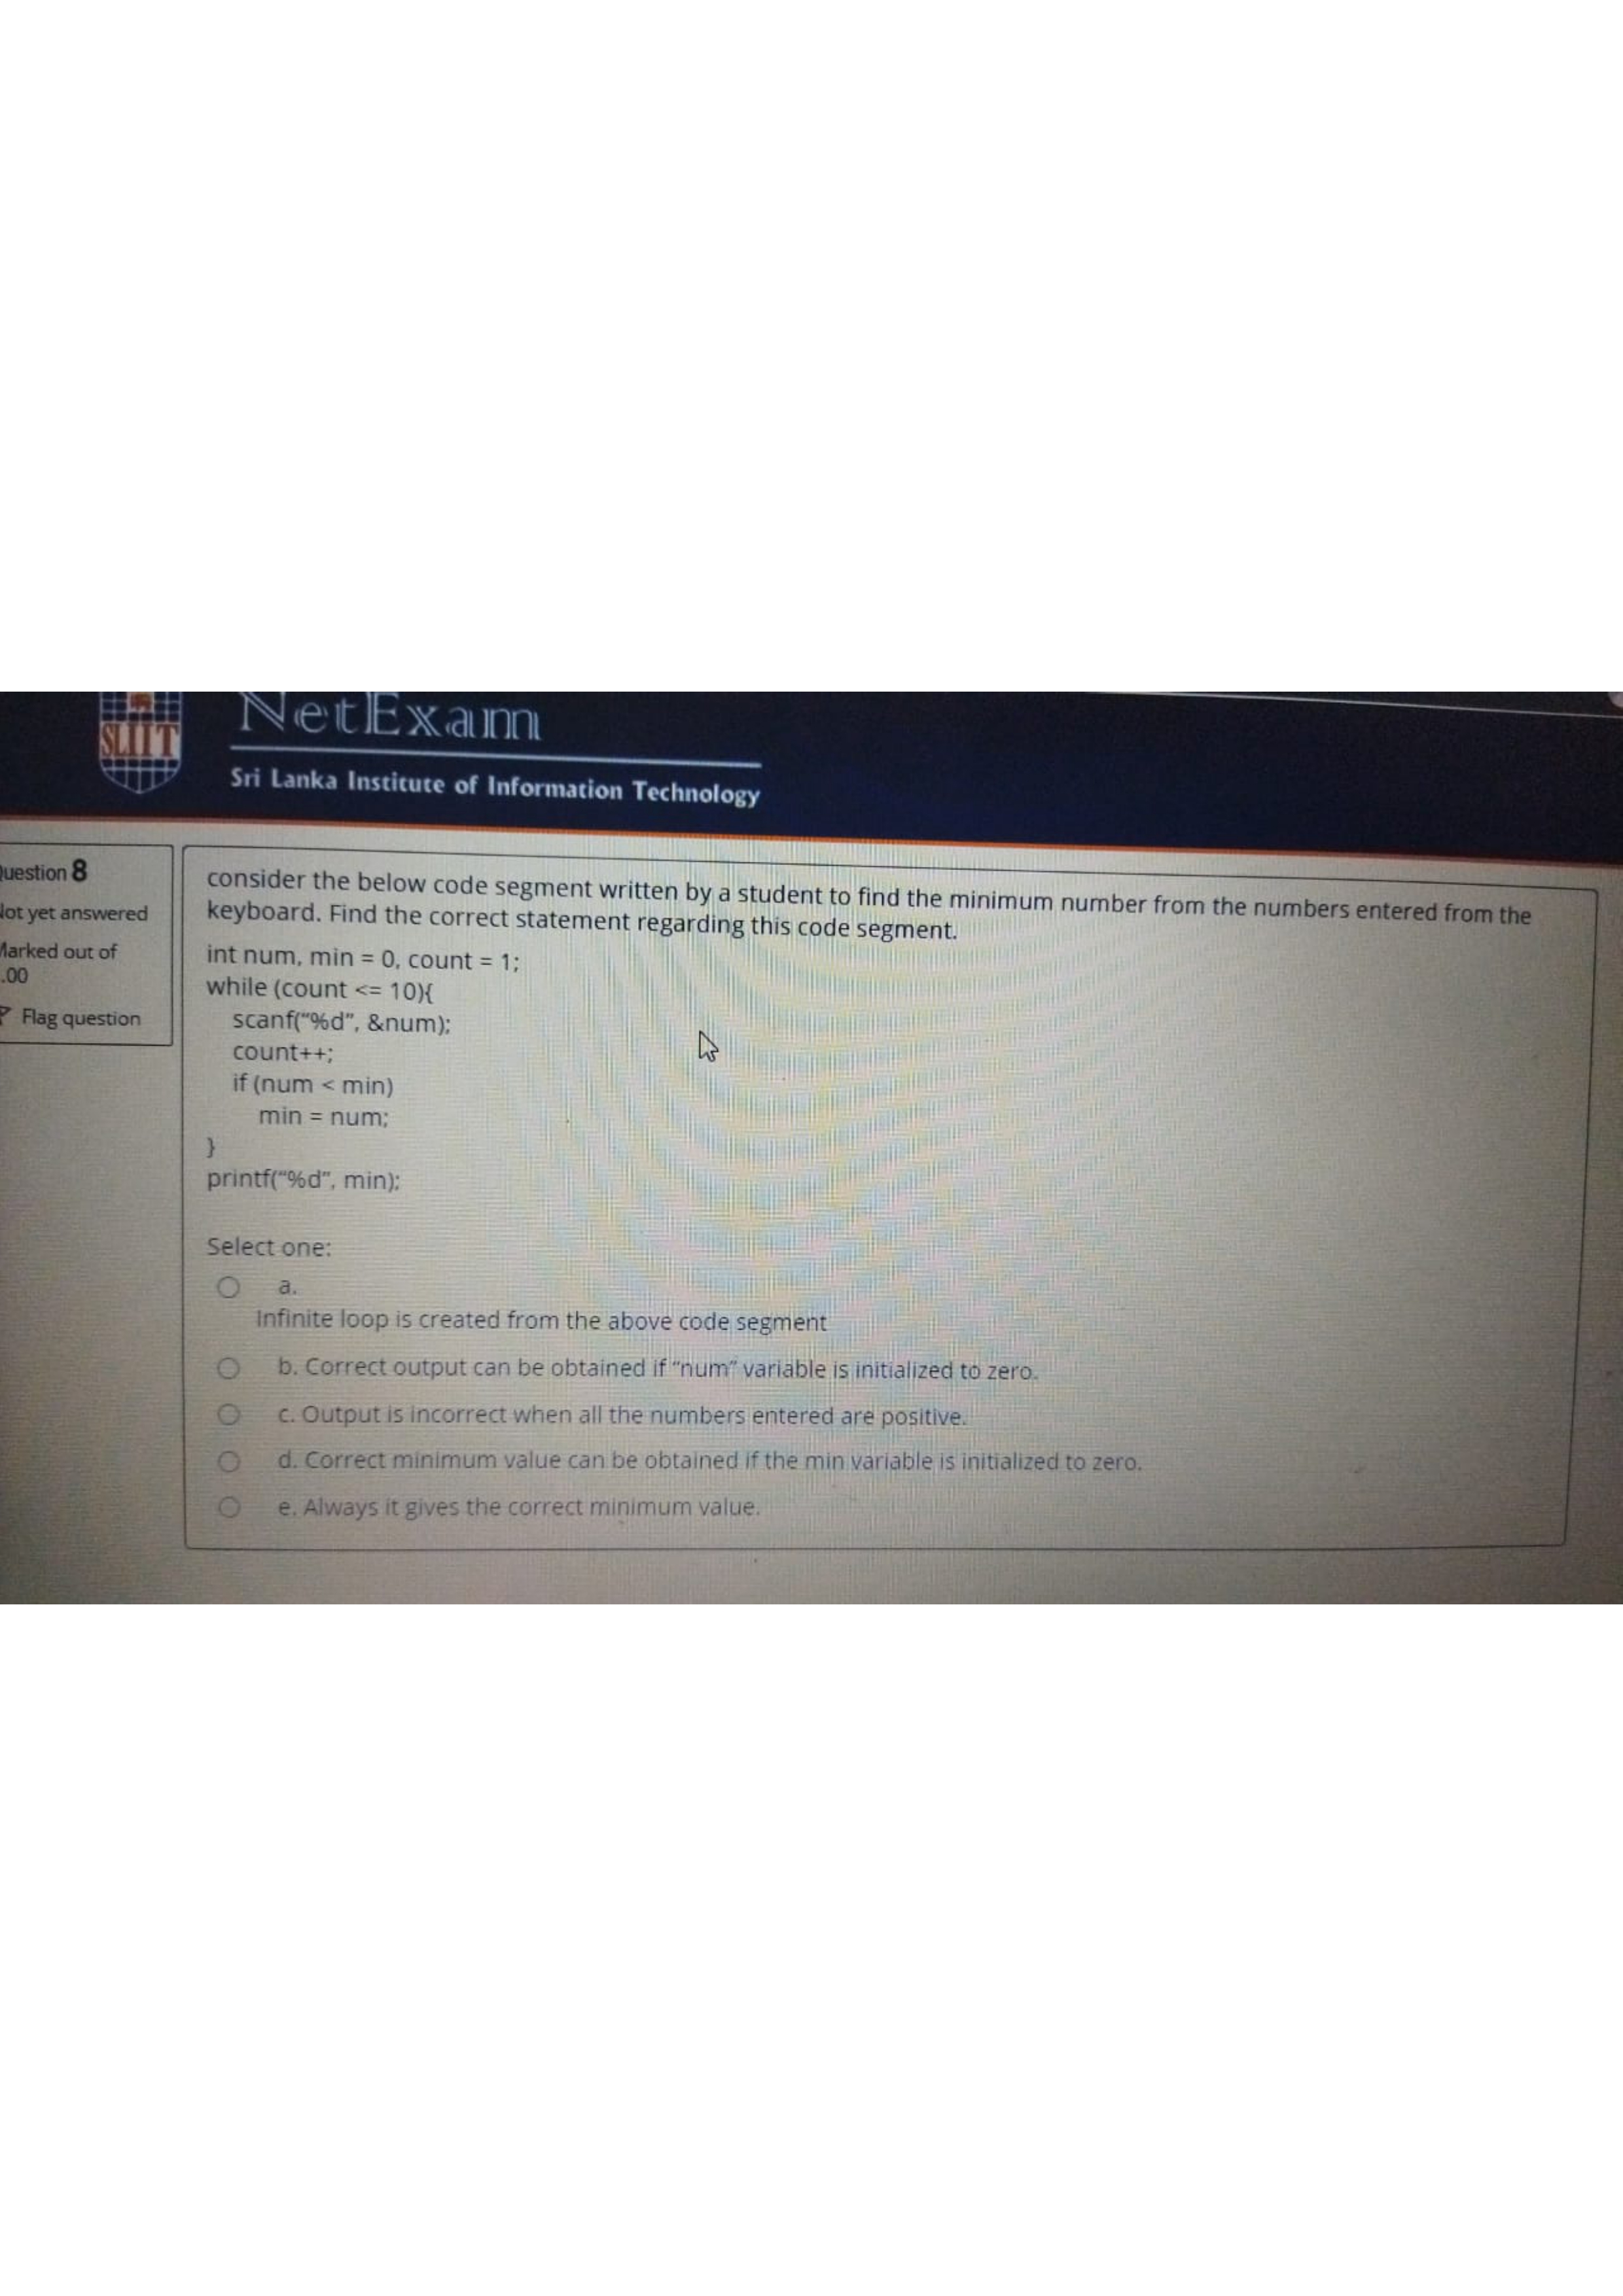 SLIIT
NetExam
Sri Lanka Institute of Information Technology
uestion 8
ot yet answered
arked out of
.00
Flag question
consider the below code segment written by a student to find the minimum number from the numbers entered from the
keyboard. Find the correct statement regarding this code segment.
int num, min = 0, count = 1;
while (count <= 10){
scanf("%d", &num);
count++;
if (num < min)
min = num;
}
printf("%d", min);
Select one:
a.
Infinite loop is created from the above code segment
b. Correct output can be obtained if "num" variable is initialized to zero.
c. Output is incorrect when all the numbers entered are positive.
d. Correct minimum value can be obtained if the min variable is initialized to zero.
e. Always it gives the correct minimum value.